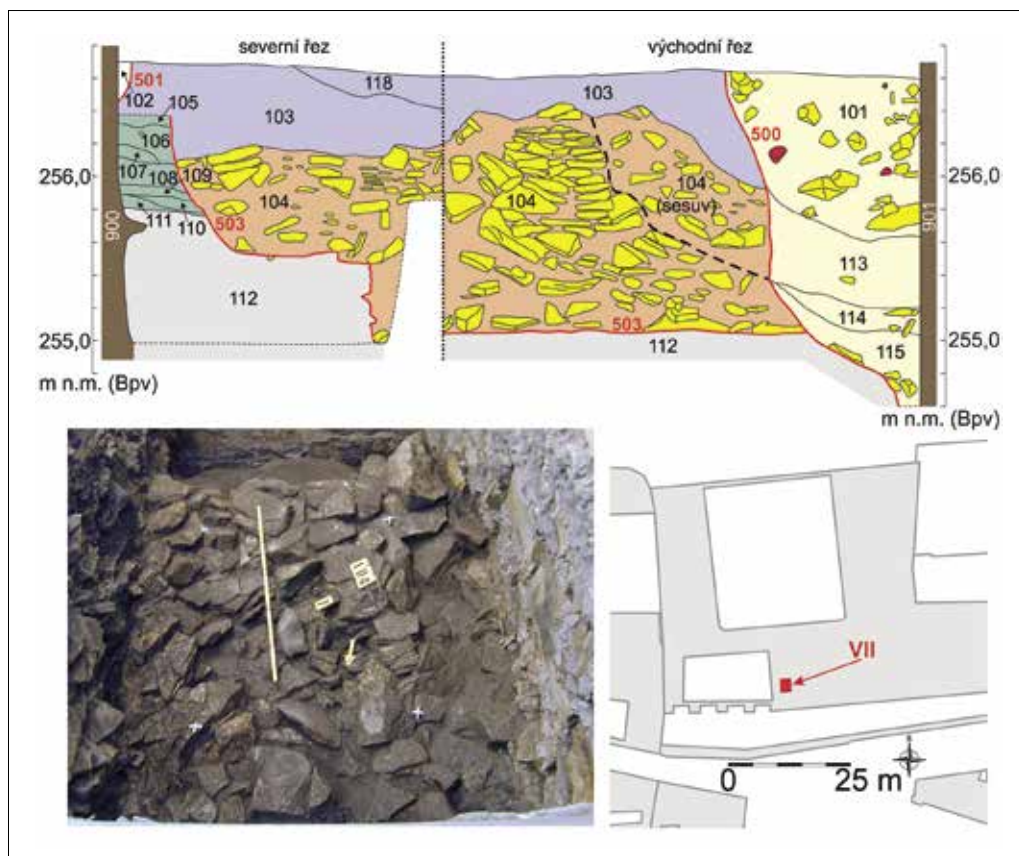 severní řez východní řez
501
102 105 118 103 103 101
106 500
107 256,0
108 109 104 104 104 (sesuv) 256,0
900 111 110 503 901
112 113
503 114
255,0 112 115 255,0
m n.m. (Bpv) m n.m. (Bpv)
104
VII
0 25 m